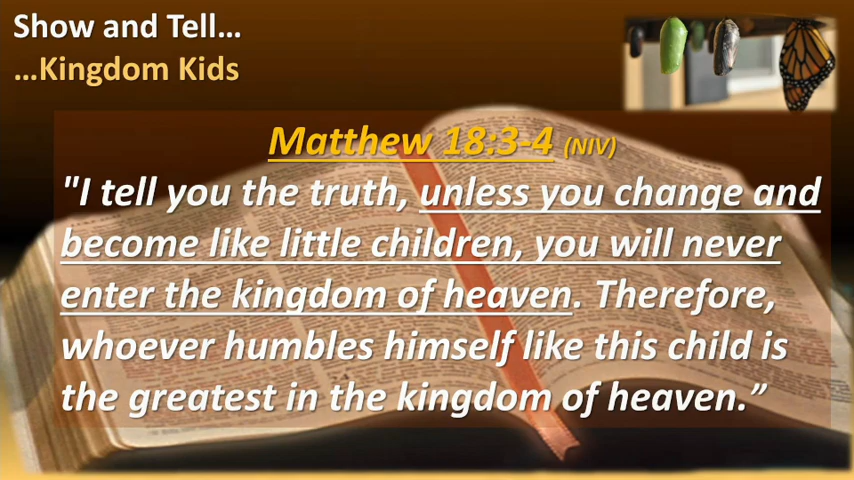 Show and Tell…
…Kingdom Kids
Matthew 18:3-4 (NIV)
"I tell you the truth, unless you change and
become like little children, you will never
enter the kingdom of heaven. Therefore,
whoever humbles himself like this child is
the greatest in the kingdom of heaven.”